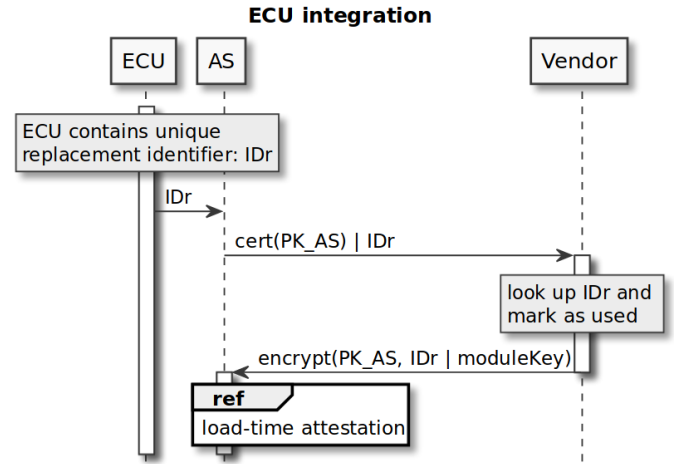 ECU integration
ECU
AS
Vendor
ECU contains unique
replacement identifier: IDr
IDr
cert(PK_AS) | IDr
look up IDr and
mark as used
encrypt(PK_AS, IDr | moduleKey)
ref
load-time attestation